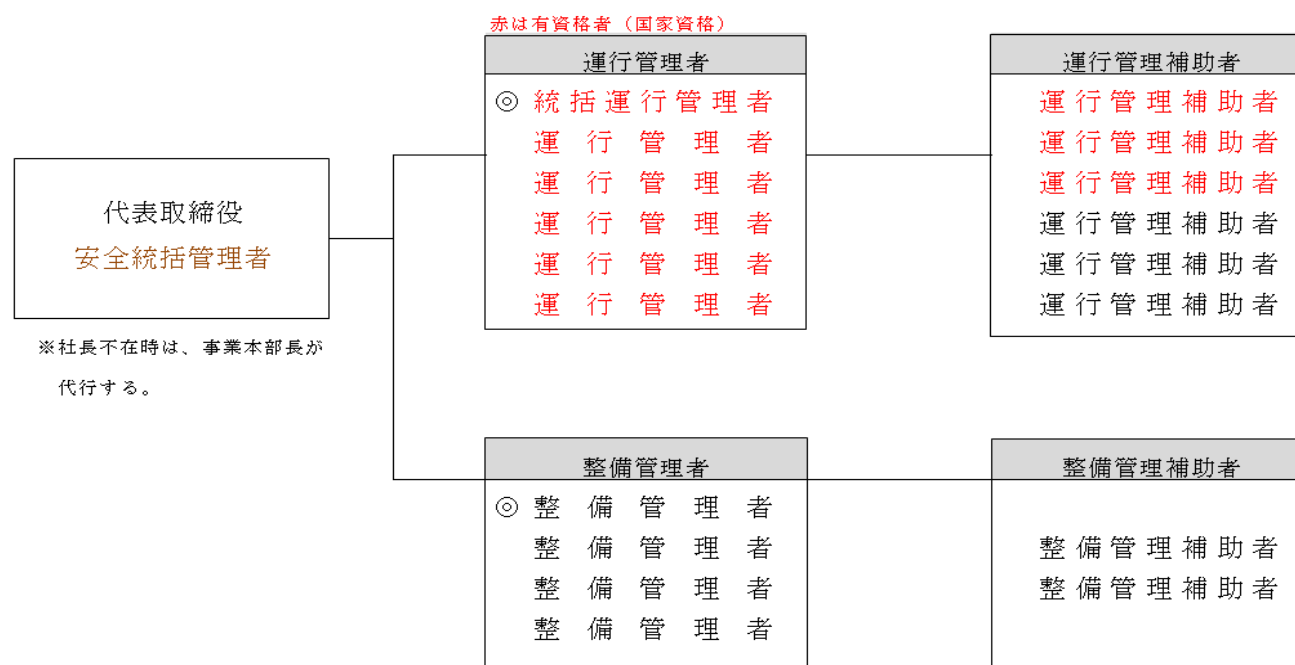 赤は有資格者（国家資格）
運行管理者
◎ 統括運行管理者
運行管理者
運行管理者
運行管理者
運行管理者
運行管理者
運行管理補助者
運行管理補助者
運行管理補助者
運行管理補助者
運行管理補助者
運行管理補助者
運行管理補助者
代表取締役
安全統括管理者
※社長不在時は、事業本部長が
代行する。
整備管理者
◎ 整備管理者
整備管理者
整備管理者
整備管理者
整備管理補助者
整備管理補助者
整備管理補助者